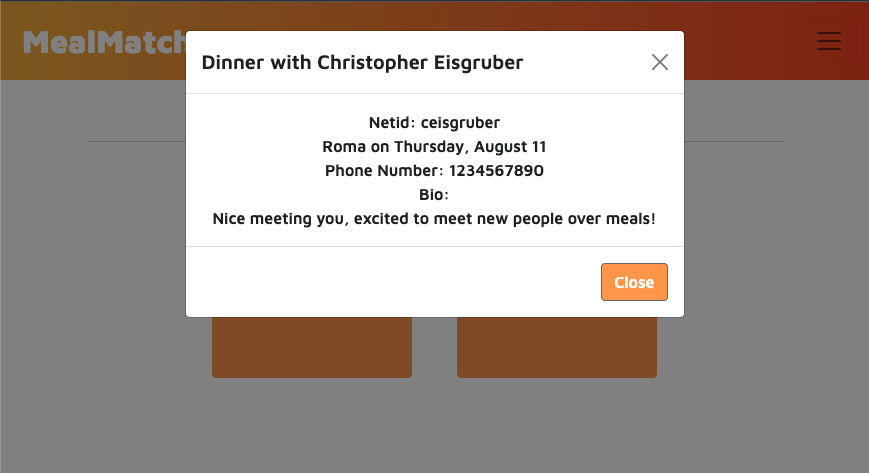 MealMatch
Dinner with Christopher Eisgruber
Netid: ceisgruber
Roma on Thursday, August 11
Phone Number: 1234567890
Bio:
Nice meeting you, excited to meet new people over meals!
Close